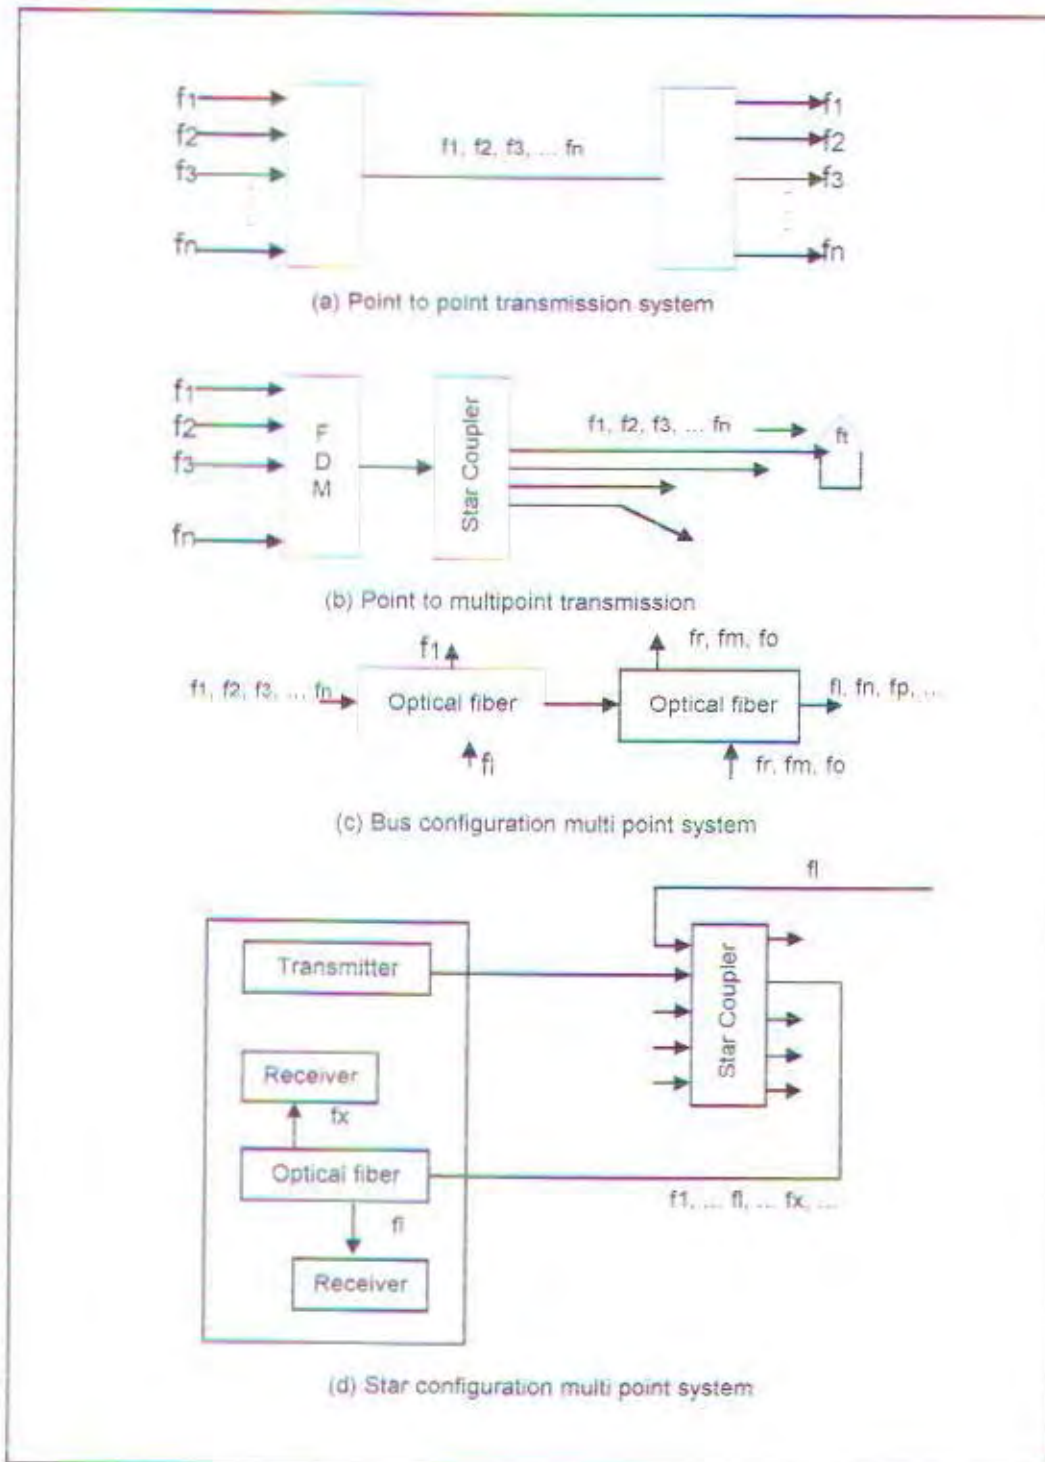 f1
f2
f3
fn
f1, f2, f3, ... fn
f1
f2
f3
fn
(a) Point to point transmission system
f1
f2
f3
fn
F
D
M
Star Coupler
f1, f2, f3, ... fn
ft
(b) Point to multipoint transmission
f1, f2, f3, ... fn
f1
Optical fiber
fi
fr, fm, fo
Optical fiber
fl, fn, fp, ...
fr, fm, fo
(c) Bus configuration multi point system
fl
Transmitter
Star Coupler
Receiver
fx
Optical fiber
f1, ... fl, ... fx, ...
fl
Receiver
(d) Star configuration multi point system